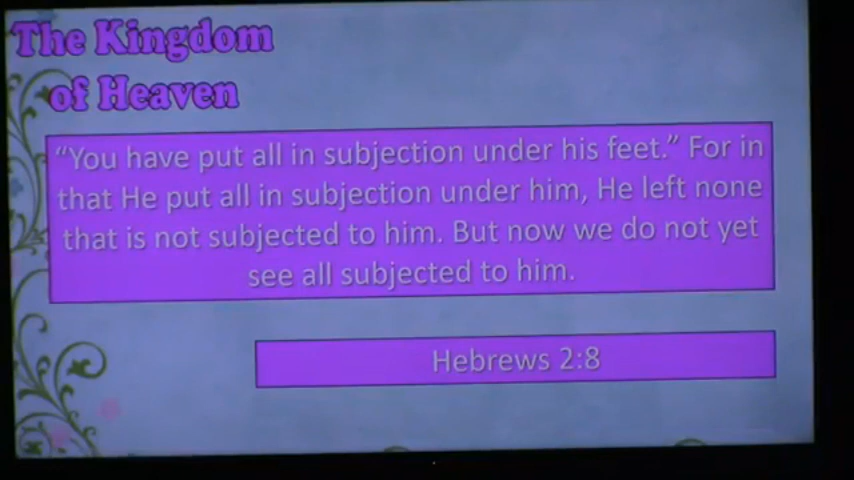 The Kingdom
of Heaven
“You have put all in subjection under his feet.” For in
that He put all in subjection under him, He left none
that is not subjected to him. But now we do not yet
see all subjected to him.
Hebrews 2:8